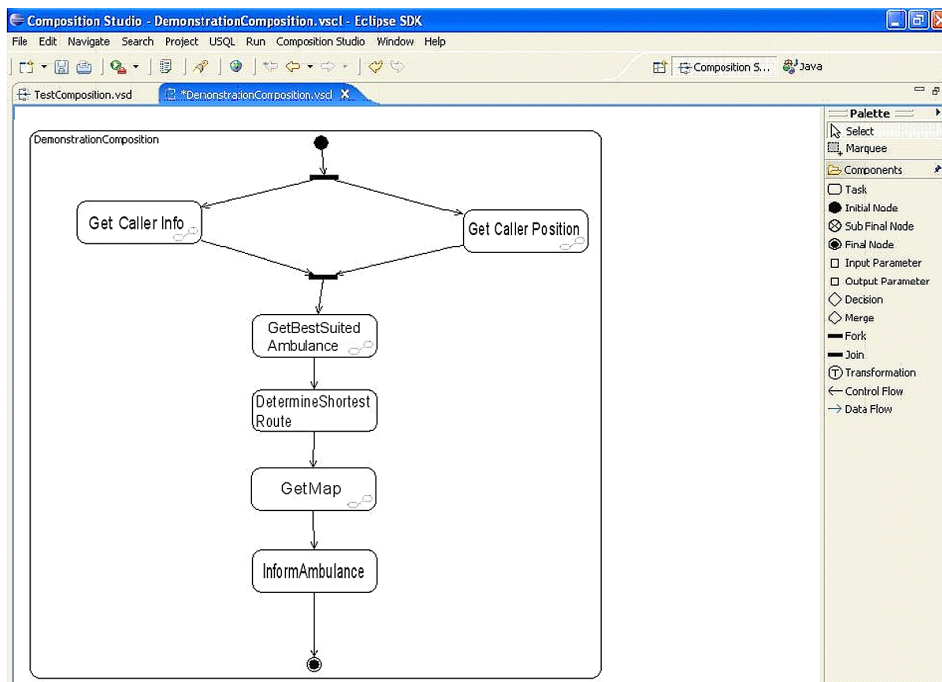 Composition Studio - DemonstrationComposition.vscl - Eclipse SDK
File Edit Navigate Search Project USQL Run Composition Studio Window Help
Composition S... Java
TestComposition.vsd *DemonstrationComposition.vscl X
Palette
Select
Marquee
Components
Task
Initial Node
Sub Final Node
Final Node
Input Parameter
Output Parameter
Decision
Merge
Fork
Join
Transformation
Control Flow
Data Flow
DemonstrationComposition
Get Caller Info
Get Caller Position
GetBestSuited
Ambulance
DetermineShortest
Route
GetMap
InformAmbulance